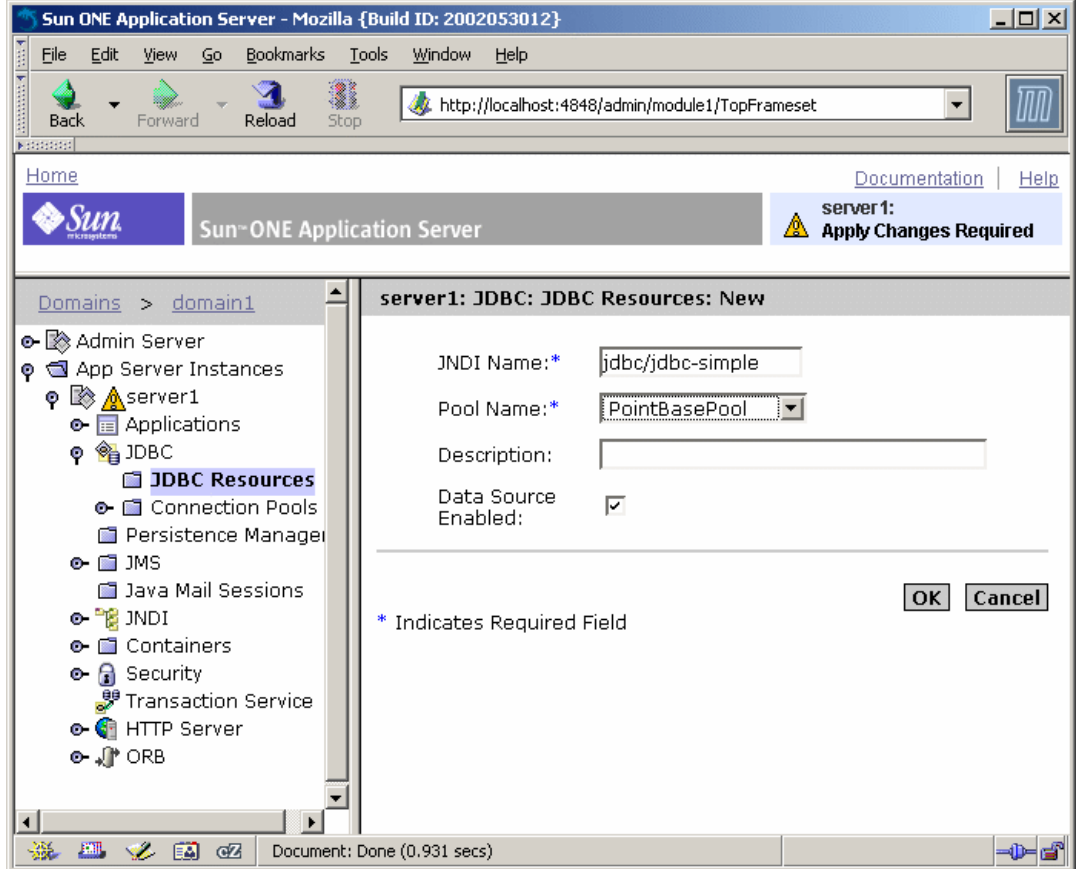 Sun ONE Application Server - Mozilla {Build ID: 2002053012}
File Edit View Go Bookmarks Tools Window Help
Back Forward Reload Stop http://localhost:4848/admin/module1/TopFrameset
Home Documentation | Help
Sun microsystems
Sun™ ONE Application Server
server1:
Apply Changes Required
Domains > domain1
Admin Server
App Server Instances
server1
Applications
JDBC
JDBC Resources
Connection Pools
Persistence Manager
JMS
Java Mail Sessions
JNDI
Containers
Security
Transaction Service
HTTP Server
ORB
server1: JDBC: JDBC Resources: New
JNDI Name:* jdbc/jdbc-simple
Pool Name:* PointBasePool
Description:
Data Source
Enabled:
OK Cancel
* Indicates Required Field
Document: Done (0.931 secs)